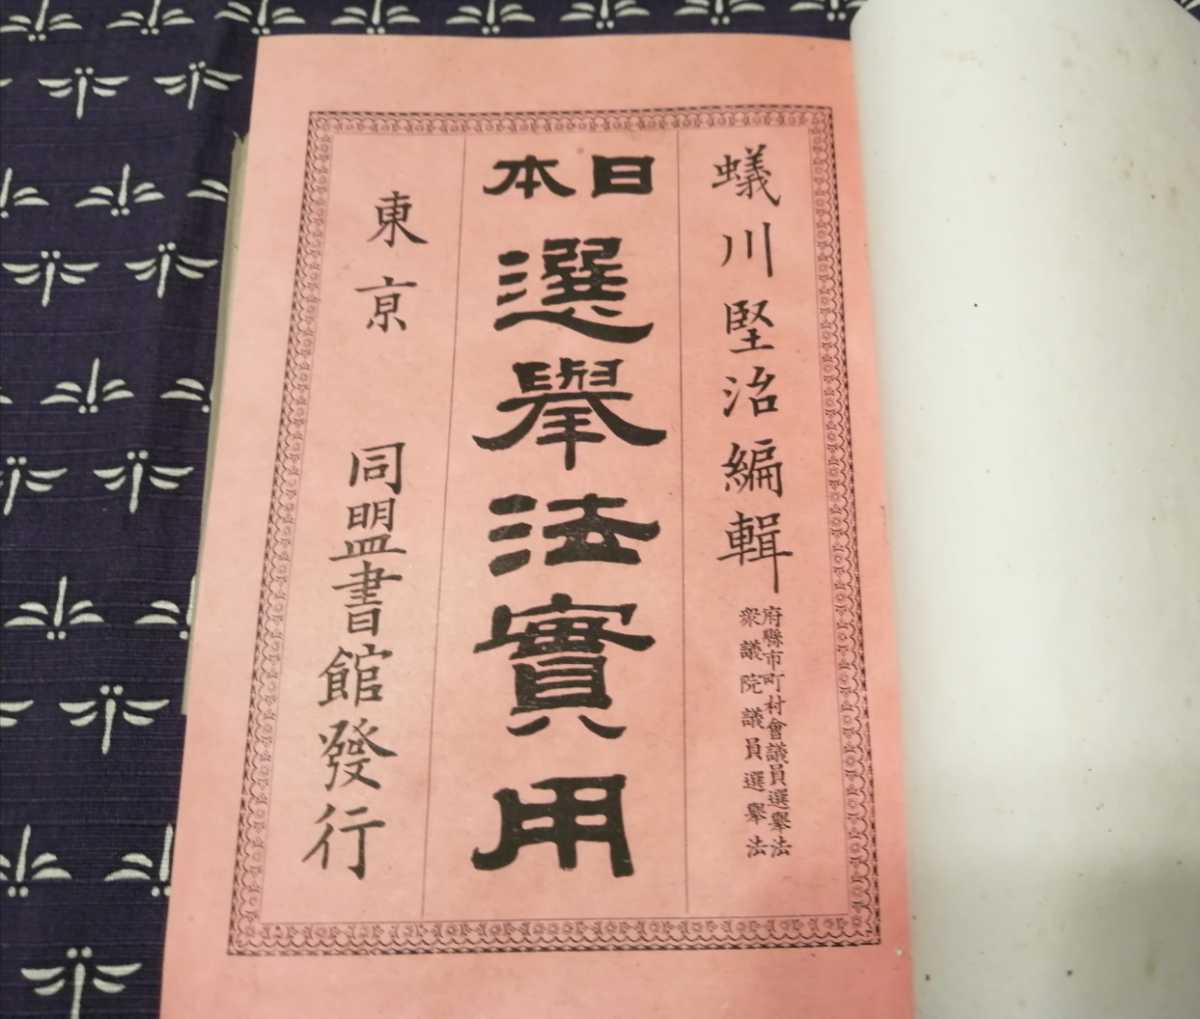 蟻川堅治編輯
府縣市町村會議員選擧法
衆議院議員選擧法
日本
選擧法實用
東京 同盟書館發行